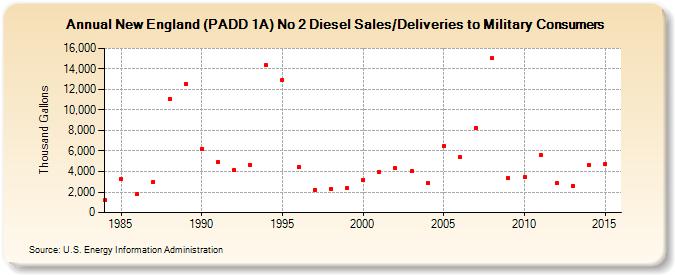 Annual New England (PADD 1A) No 2 Diesel Sales/Deliveries to Military Consumers
Thousand Gallons
16,000
14,000
12,000
10,000
8,000
6,000
4,000
2,000
0
1985 1990 1995 2000 2005 2010 2015
Source: U.S. Energy Information Administration